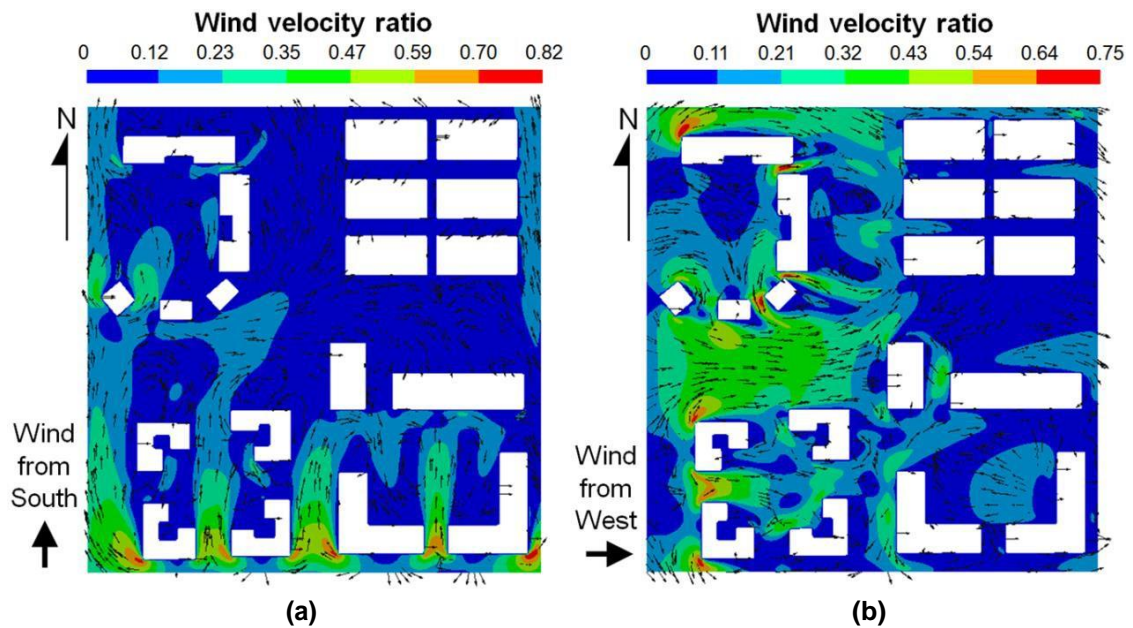 Wind velocity ratio
0 0.12 0.23 0.35 0.47 0.59 0.70 0.82
N
Wind
from
South
(a)
Wind velocity ratio
0 0.11 0.21 0.32 0.43 0.54 0.64 0.75
N
Wind
from
West
(b)